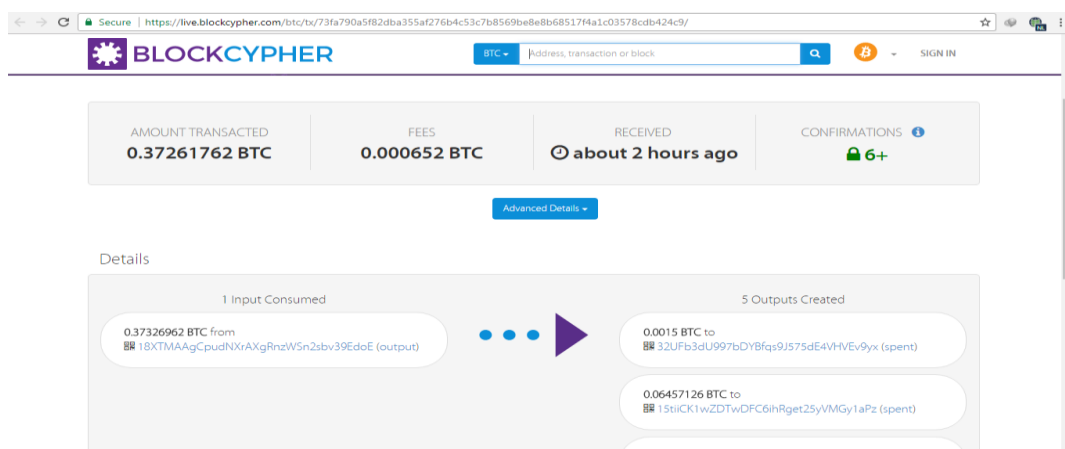 Secure | https://live.blockcypher.com/btc/tx/73fa790a5f82dba355af276b4c53c7b8569be8e8b68517f4a1c03578cdb424c9/
BLOCKCYPHER
BTC
Address, transaction or block
SIGN IN
AMOUNT TRANSACTED
0.37261762 BTC
FEES
0.000652 BTC
RECEIVED
about 2 hours ago
CONFIRMATIONS
6+
Advanced Details
Details
1 Input Consumed
0.37326962 BTC from
18XTMAAgCpudNXrAXgRnzWSn2sbv39EdoE (output)
5 Outputs Created
0.0015 BTC to
32UFb3dU997bDYBfqs9J575dE4VHVEv9yx (spent)
0.06457126 BTC to
15tiiCK1wZDTwDFC6ihRget25yVMGy1aPz (spent)